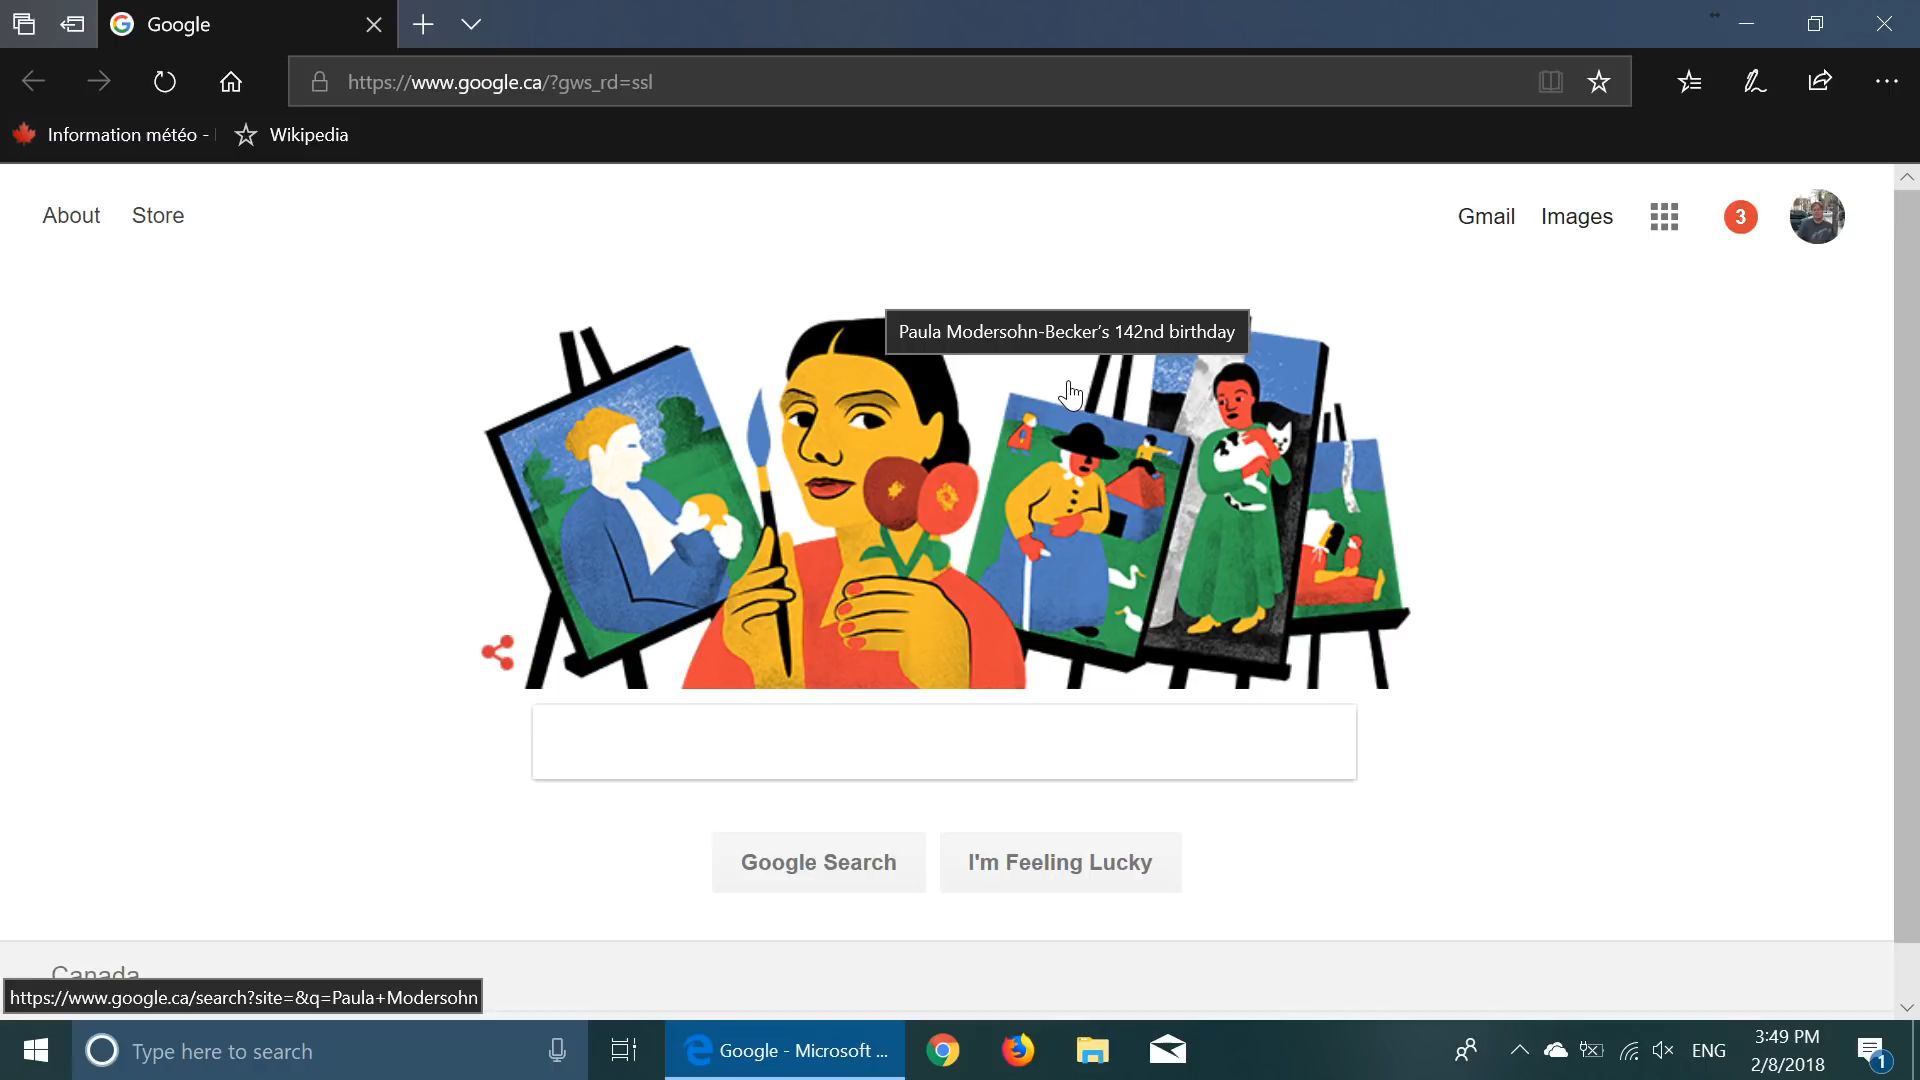 Google
https://www.google.ca/?gws_rd=ssl
Information météo -
Wikipedia
About Store
Gmail Images
3
Paula Modersohn-Becker's 142nd birthday
Google Search
I'm Feeling Lucky
Canada
https://www.google.ca/search?site=&q=Paula+Modersohn
Type here to search
Google - Microsoft ...
ENG
3:49 PM
2/8/2018
1